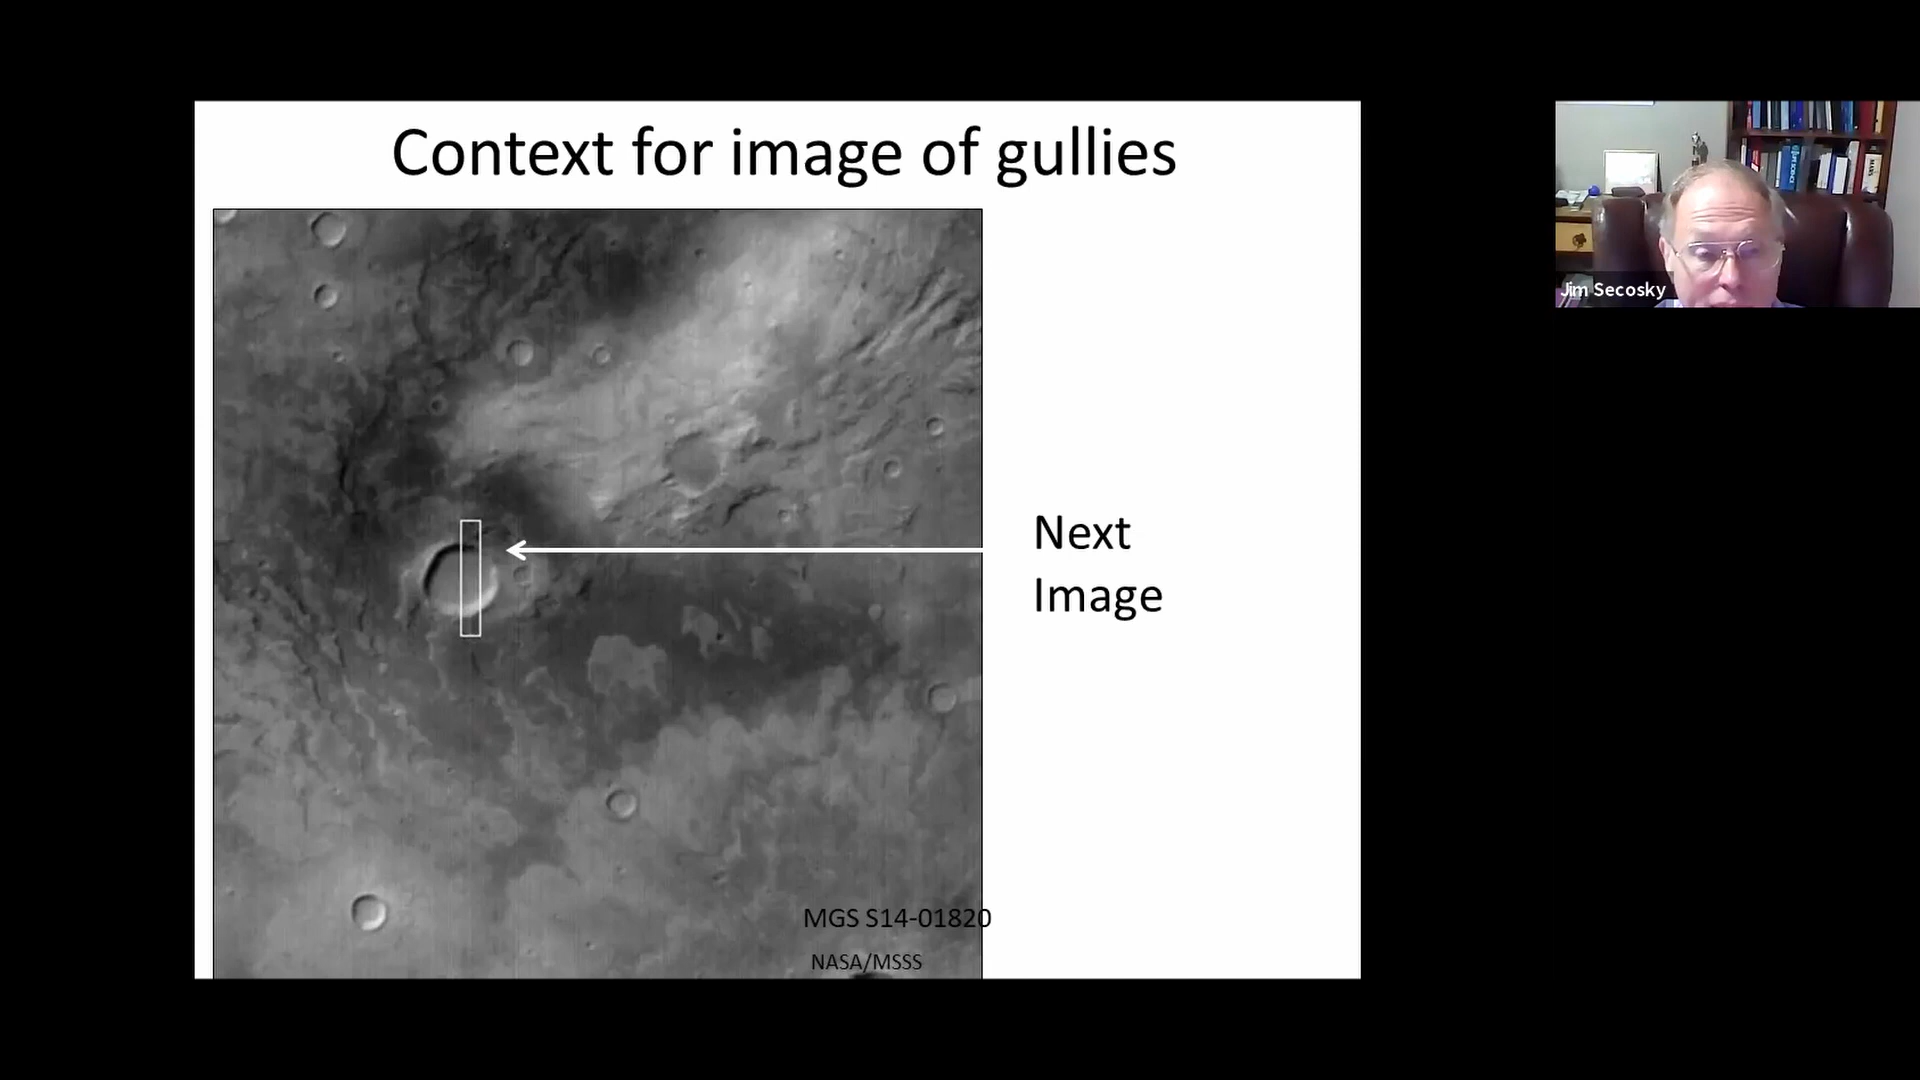 Context for image of gullies
Next
Image
MGS S14-01820
NASA/MSSS
Jim Secosky